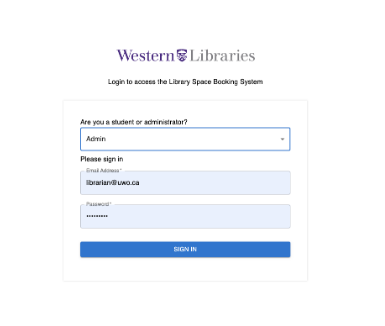 Western Libraries
Login to access the Library Space Booking System
Are you a student or administrator?
Admin
Please sign in
Email Address *
librarian@uwo.ca
Password *
•••••••••
SIGN IN